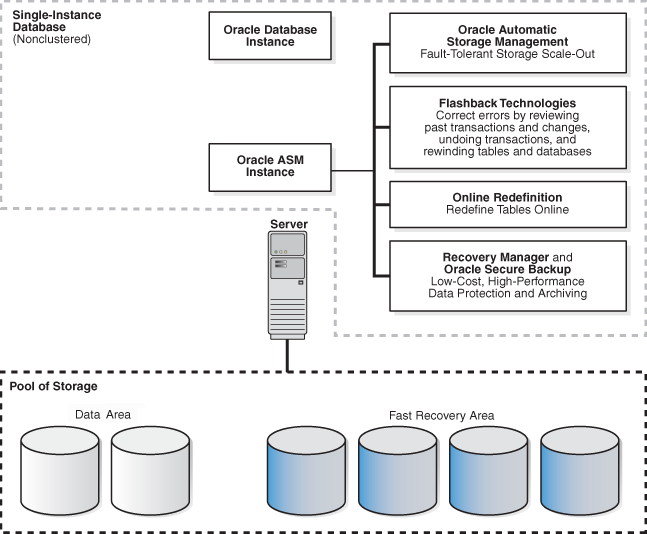 Single-Instance
Database
(Nonclustered)
Oracle Database
Instance
Oracle ASM
Instance
Oracle Automatic
Storage Management
Fault-Tolerant Storage Scale-Out
Flashback Technologies
Correct errors by reviewing
past transactions and changes,
undoing transactions, and
rewinding tables and databases
Online Redefinition
Redefine Tables Online
Recovery Manager and
Oracle Secure Backup
Low-Cost, High-Performance
Data Protection and Archiving
Server
Pool of Storage
Data Area
Fast Recovery Area